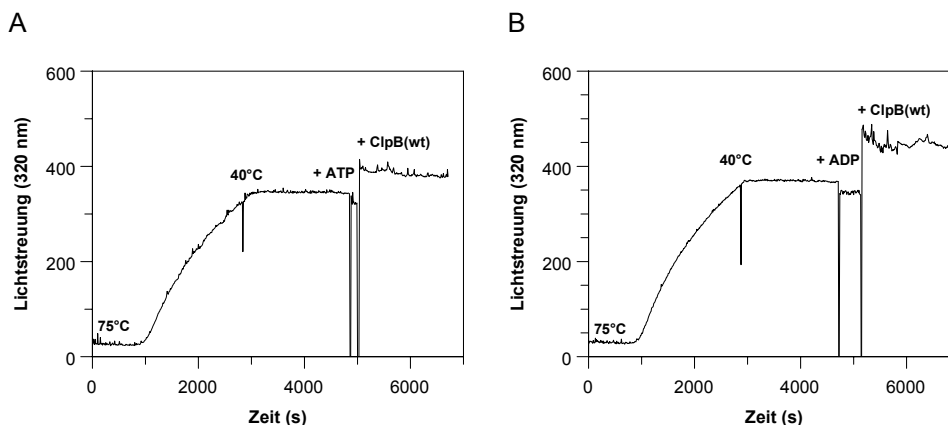 A
600
400
200
0
Lichtstreuung (320 nm)
75°C
40°C
+ ATP
+ ClpB(wt)
0 2000 4000 6000
Zeit (s)
B
600
400
200
0
Lichtstreuung (320 nm)
75°C
40°C
+ ADP
+ ClpB(wt)
0 2000 4000 6000
Zeit (s)